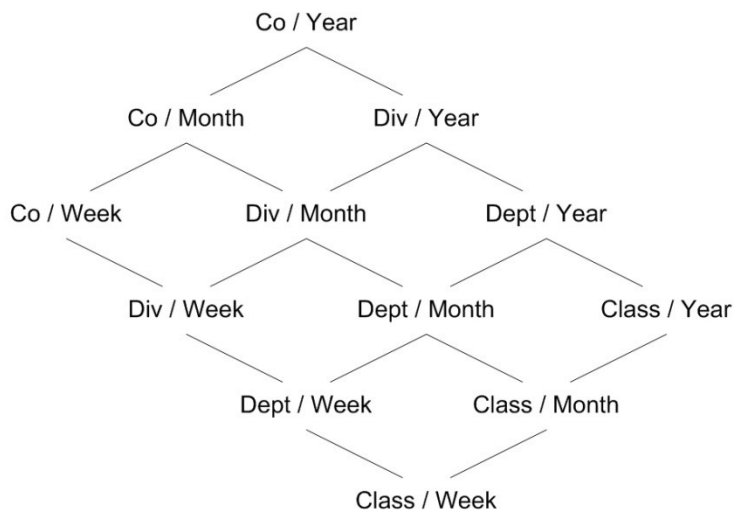 Co / Year
Co / Month
Div / Year
Co / Week
Div / Month
Dept / Year
Div / Week
Dept / Month
Class / Year
Dept / Week
Class / Month
Class / Week